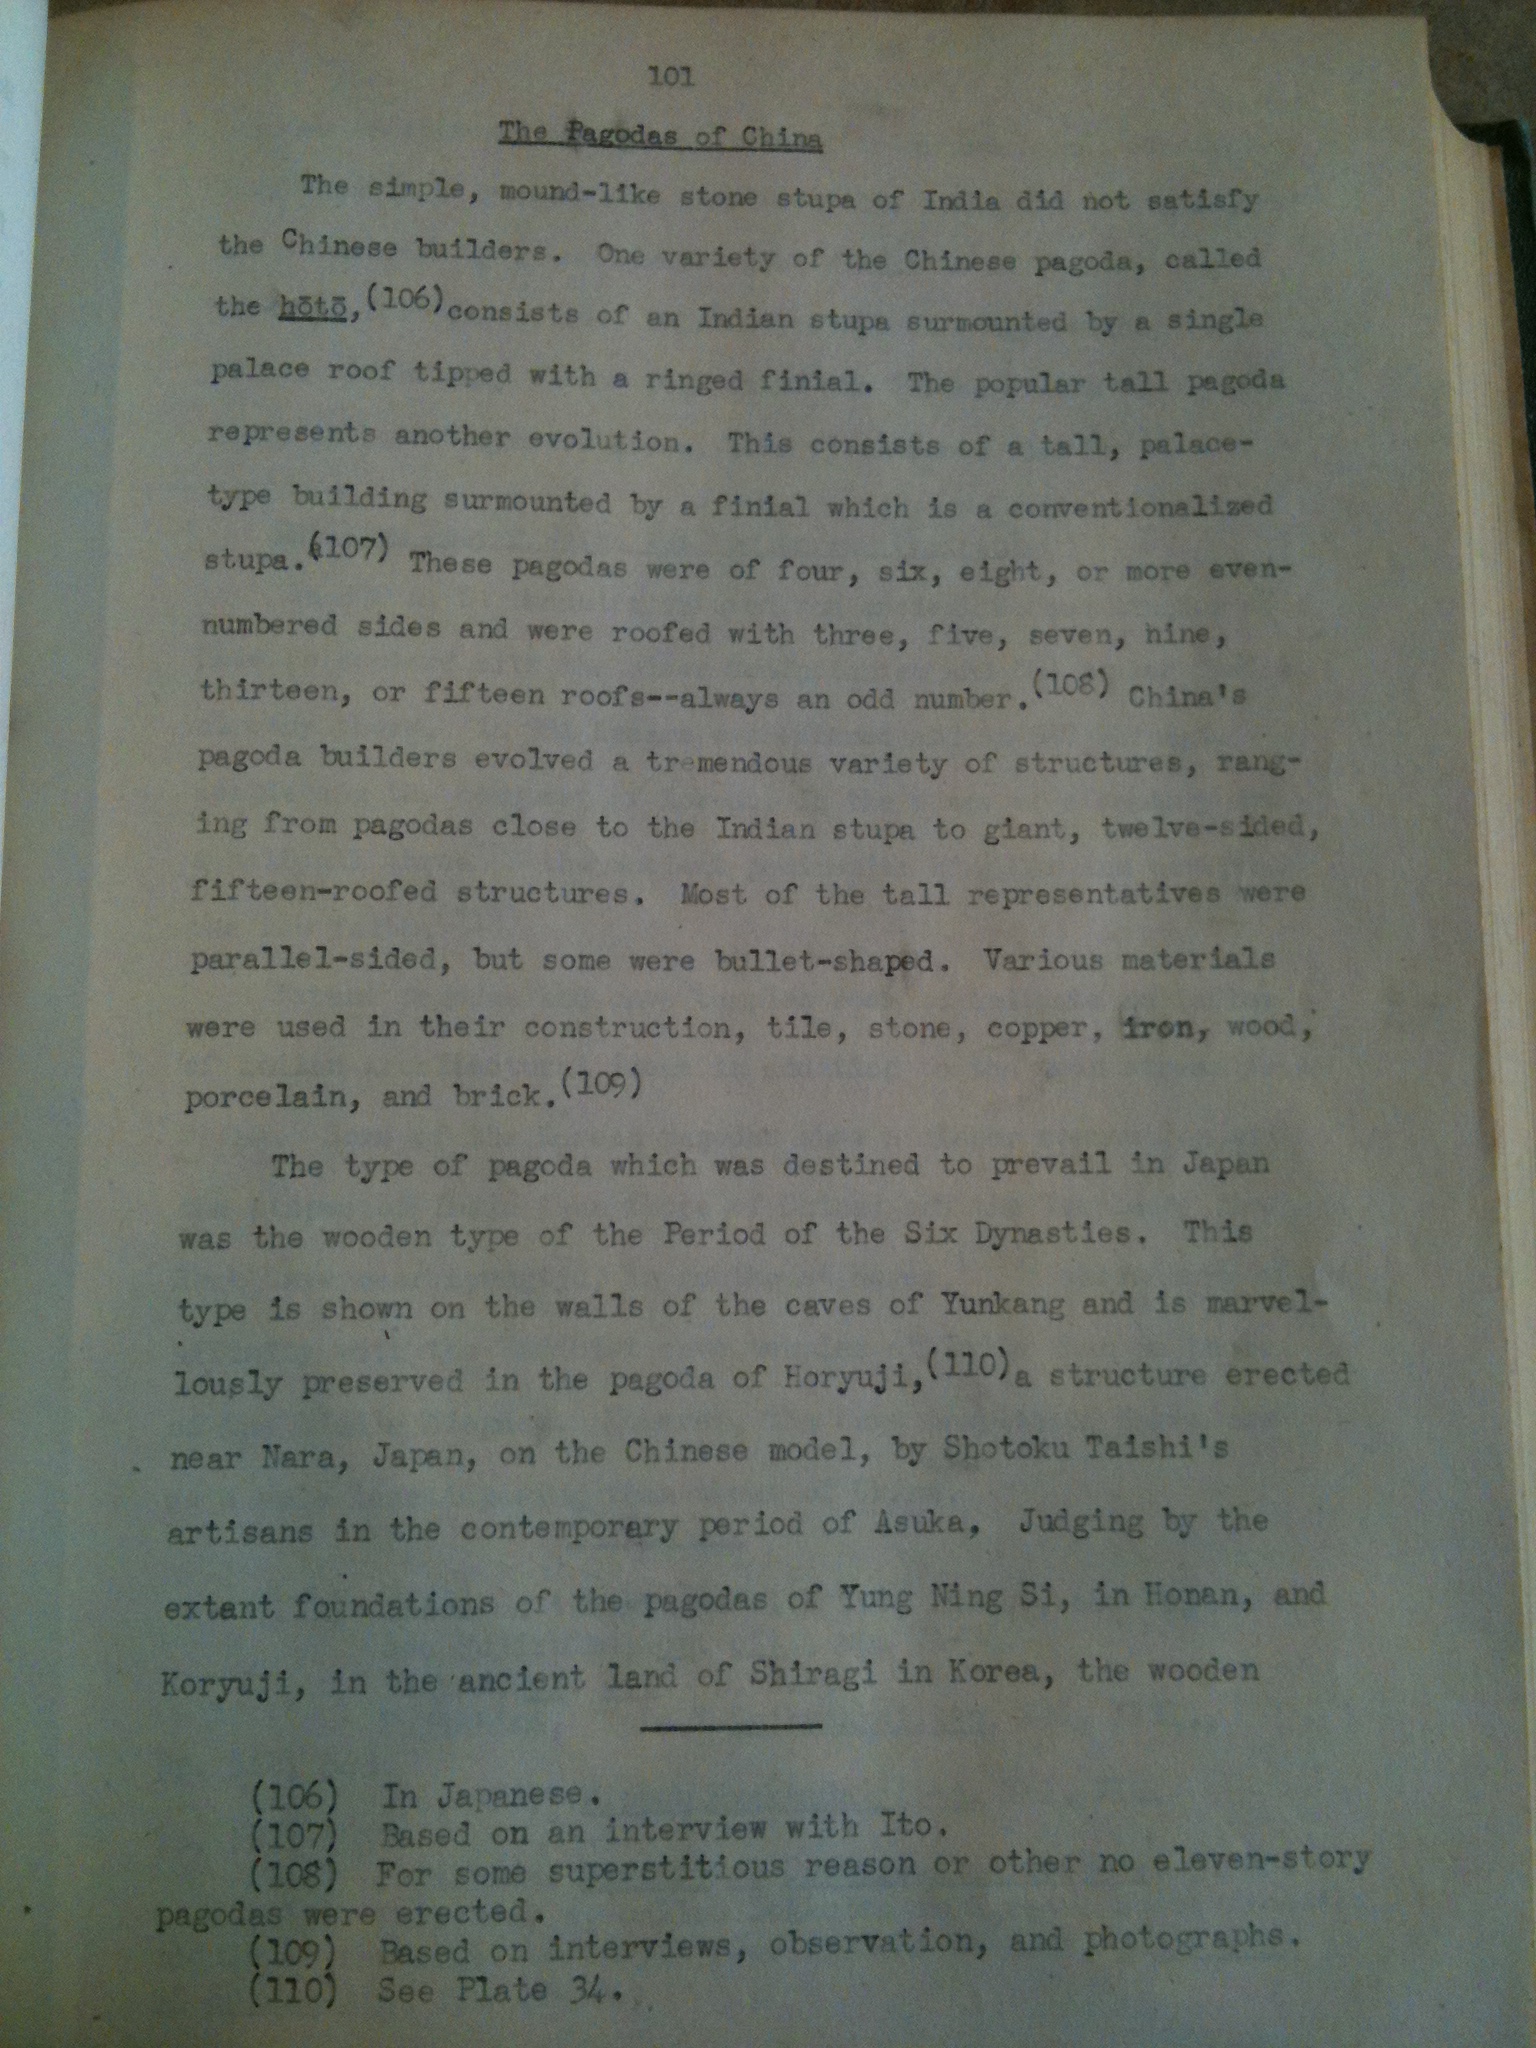 101
The Pagodas of China
The simple, mound-like stone stupa of India did not satisfy
the Chinese builders. One variety of the Chinese pagoda, called
the hōtō,(106) consists of an Indian stupa surmounted by a single
palace roof tipped with a ringed finial. The popular tall pagoda
represents another evolution. This consists of a tall, palace-
type building surmounted by a finial which is a conventionalized
stupa.(107) These pagodas were of four, six, eight, or more even-
numbered sides and were roofed with three, five, seven, nine,
thirteen, or fifteen roofs--always an odd number.(108) China's
pagoda builders evolved a tremendous variety of structures, rang-
ing from pagodas close to the Indian stupa to giant, twelve-sided,
fifteen-roofed structures. Most of the tall representatives were
parallel-sided, but some were bullet-shaped. Various materials
were used in their construction, tile, stone, copper, iron, wood,
porcelain, and brick.(109)
The type of pagoda which was destined to prevail in Japan
was the wooden type of the Period of the Six Dynasties. This
type is shown on the walls of the caves of Yunkang and is marvel-
lously preserved in the pagoda of Horyuji,(110) a structure erected
near Nara, Japan, on the Chinese model, by Shotoku Taishi's
artisans in the contemporary period of Asuka, Judging by the
extant foundations of the pagodas of Yung Ning Si, in Honan, and
Koryuji, in the ancient land of Shiragi in Korea, the wooden
(106) In Japanese.
(107) Based on an interview with Ito.
(108) For some superstitious reason or other no eleven-story
pagodas were erected.
(109) Based on interviews, observation, and photographs.
(110) See Plate 34.